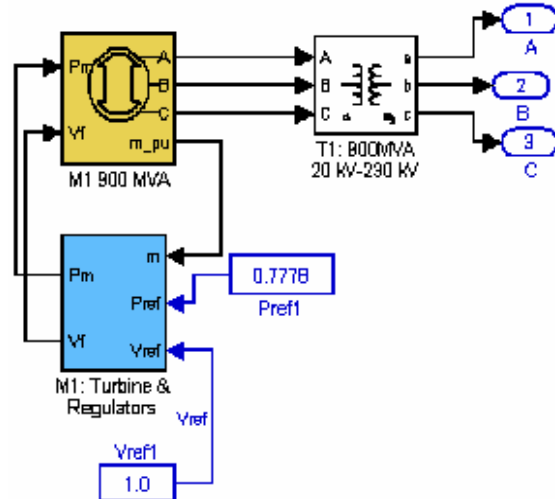 1
A
Pm
A
A
a
B
B
b
2
B
C
C
c
Vf
m_pu
3
C
M1 900 MVA
T1: 900MVA
20 kV-230 kV
m
Pm
0.7778
Pref
Pref1
Vf
Vref
M1: Turbine &
Regulators
Vref
Vref1
1.0